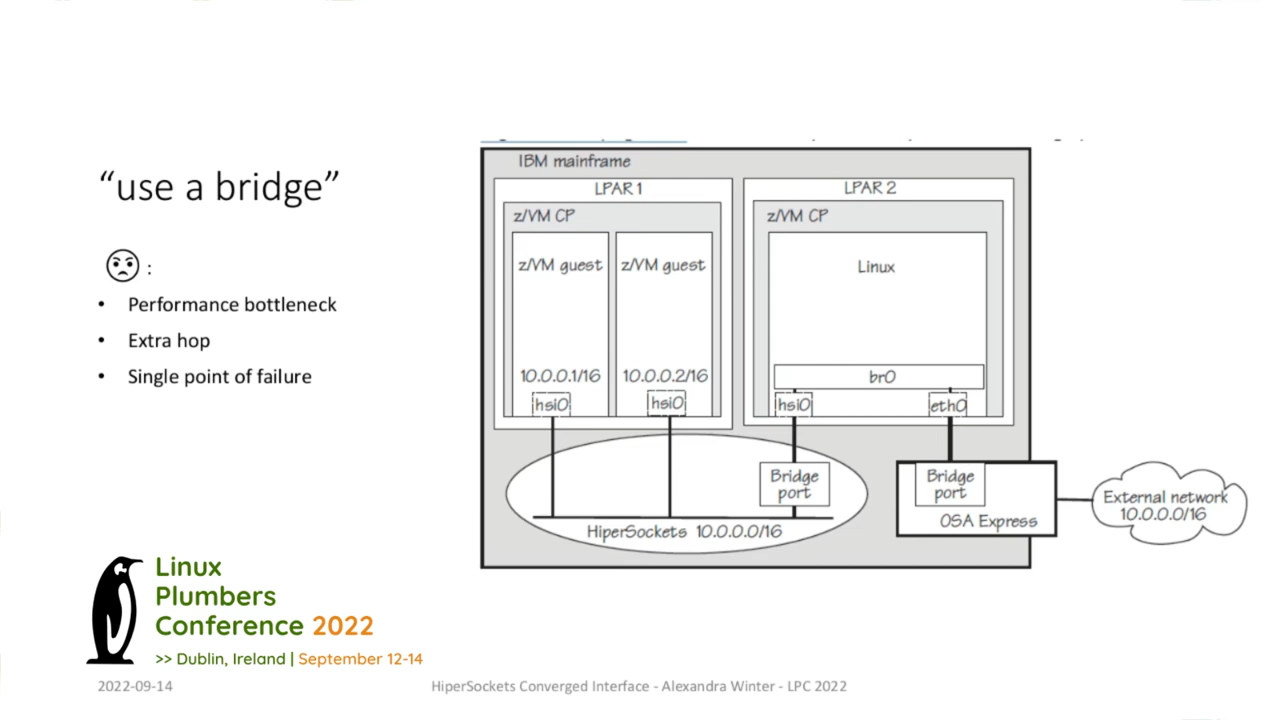 “use a bridge”
:
• Performance bottleneck
• Extra hop
• Single point of failure
IBM mainframe
LPAR 1
LPAR 2
z/VM CP
z/VM CP
z/VM guest
z/VM guest
Linux
10.0.0.1/16
10.0.0.2/16
br0
hsi0
hsi0
hsi0
eth0
Bridge
port
Bridge
port
HiperSockets 10.0.0.0/16
OSA Express
External network
10.0.0.0/16
Linux
Plumbers
Conference 2022
>> Dublin, Ireland | September 12-14
2022-09-14
HiperSockets Converged Interface - Alexandra Winter - LPC 2022